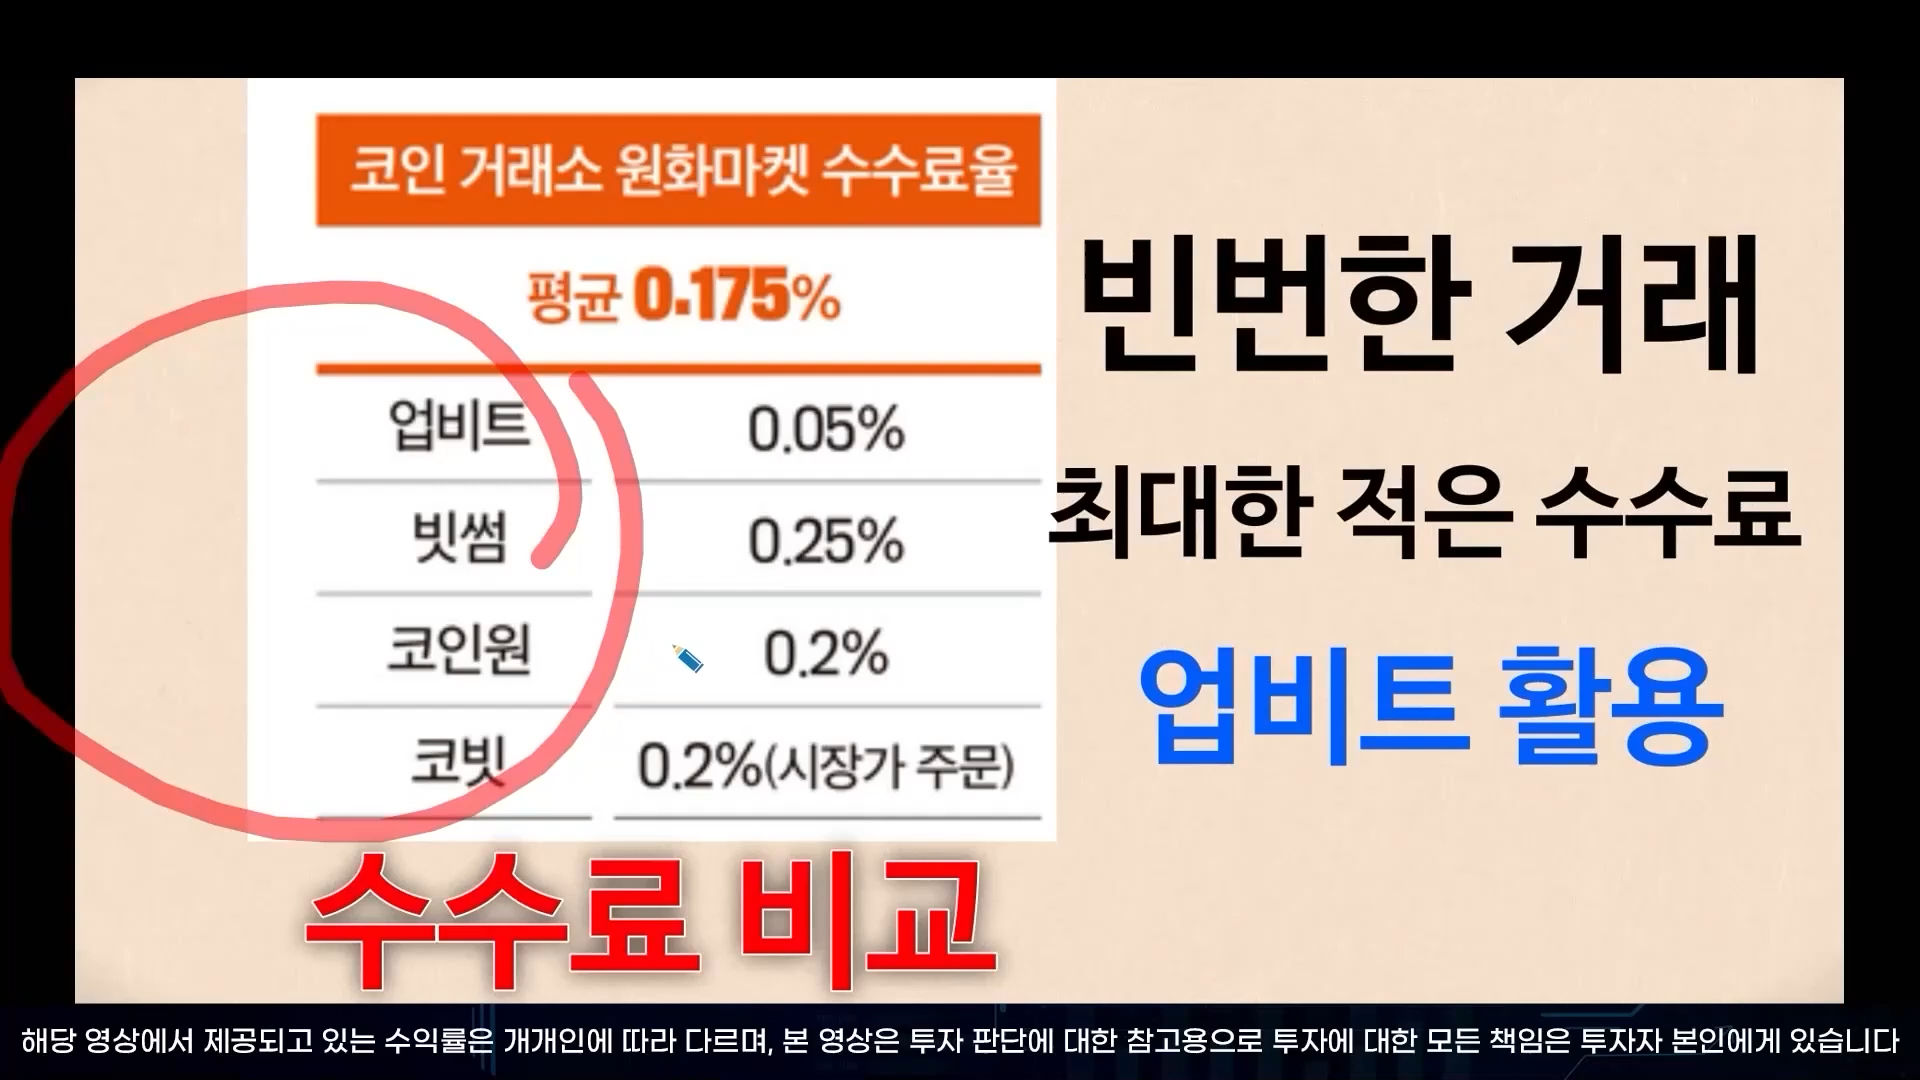 코인 거래소 원화마켓 수수료율
평균 0.175%
업비트 0.05%
빗썸 0.25%
코인원 0.2%
코빗 0.2%(시장가 주문)
수수료 비교
빈번한 거래
최대한 적은 수수료
업비트 활용
해당 영상에서 제공되고 있는 수익률은 개개인에 따라 다르며, 본 영상은 투자 판단에 대한 참고용으로 투자에 대한 모든 책임은 투자자 본인에게 있습니다